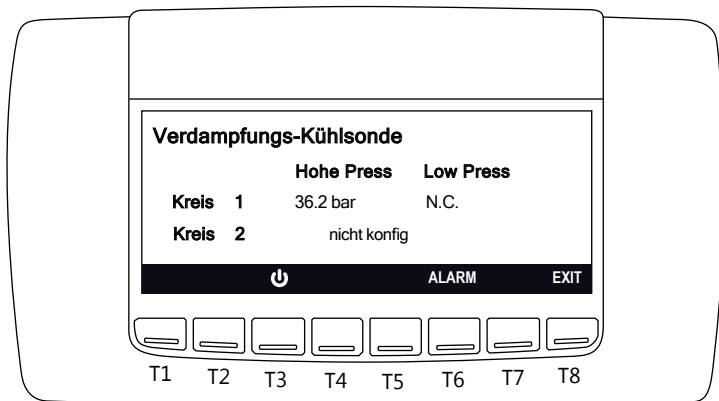 Verdampfungs-Kühlsonde
Hohe Press Low Press
Kreis 1 36.2 bar N.C.
Kreis 2 nicht konfig
ALARM EXIT
T1 T2 T3 T4 T5 T6 T7 T8